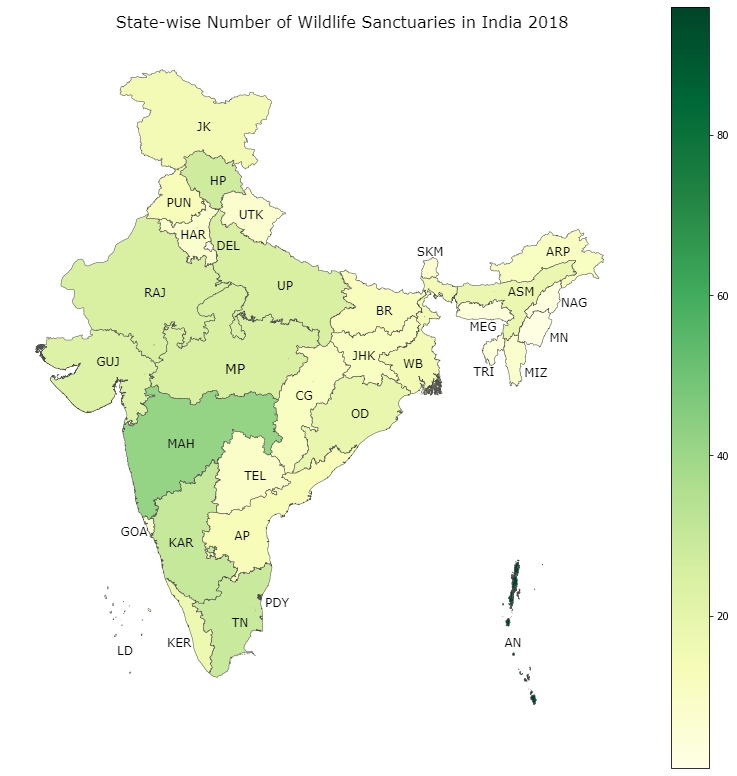 State-wise Number of Wildlife Sanctuaries in India 2018
JK
HP
PUN
UTK
HAR
DEL
SKM
ARP
RAJ
UP
ASM
NAG
BR
MEG
MN
GUJ
MP
JHK
WB
TRI
MIZ
CG
OD
MAH
TEL
GOA
KAR
AP
PDY
TN
LD
KER
AN
80
60
40
20